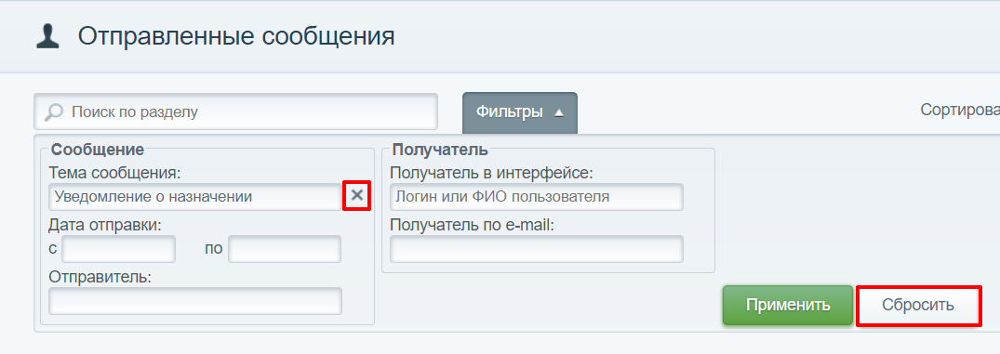 Отправленные сообщения
Поиск по разделу
Фильтры
Сортирова
Сообщение
Тема сообщения:
Уведомление о назначении
Дата отправки:
с
по
Отправитель:
Получатель
Получатель в интерфейсе:
Логин или ФИО пользователя
Получатель по e-mail:
Применить
Сбросить